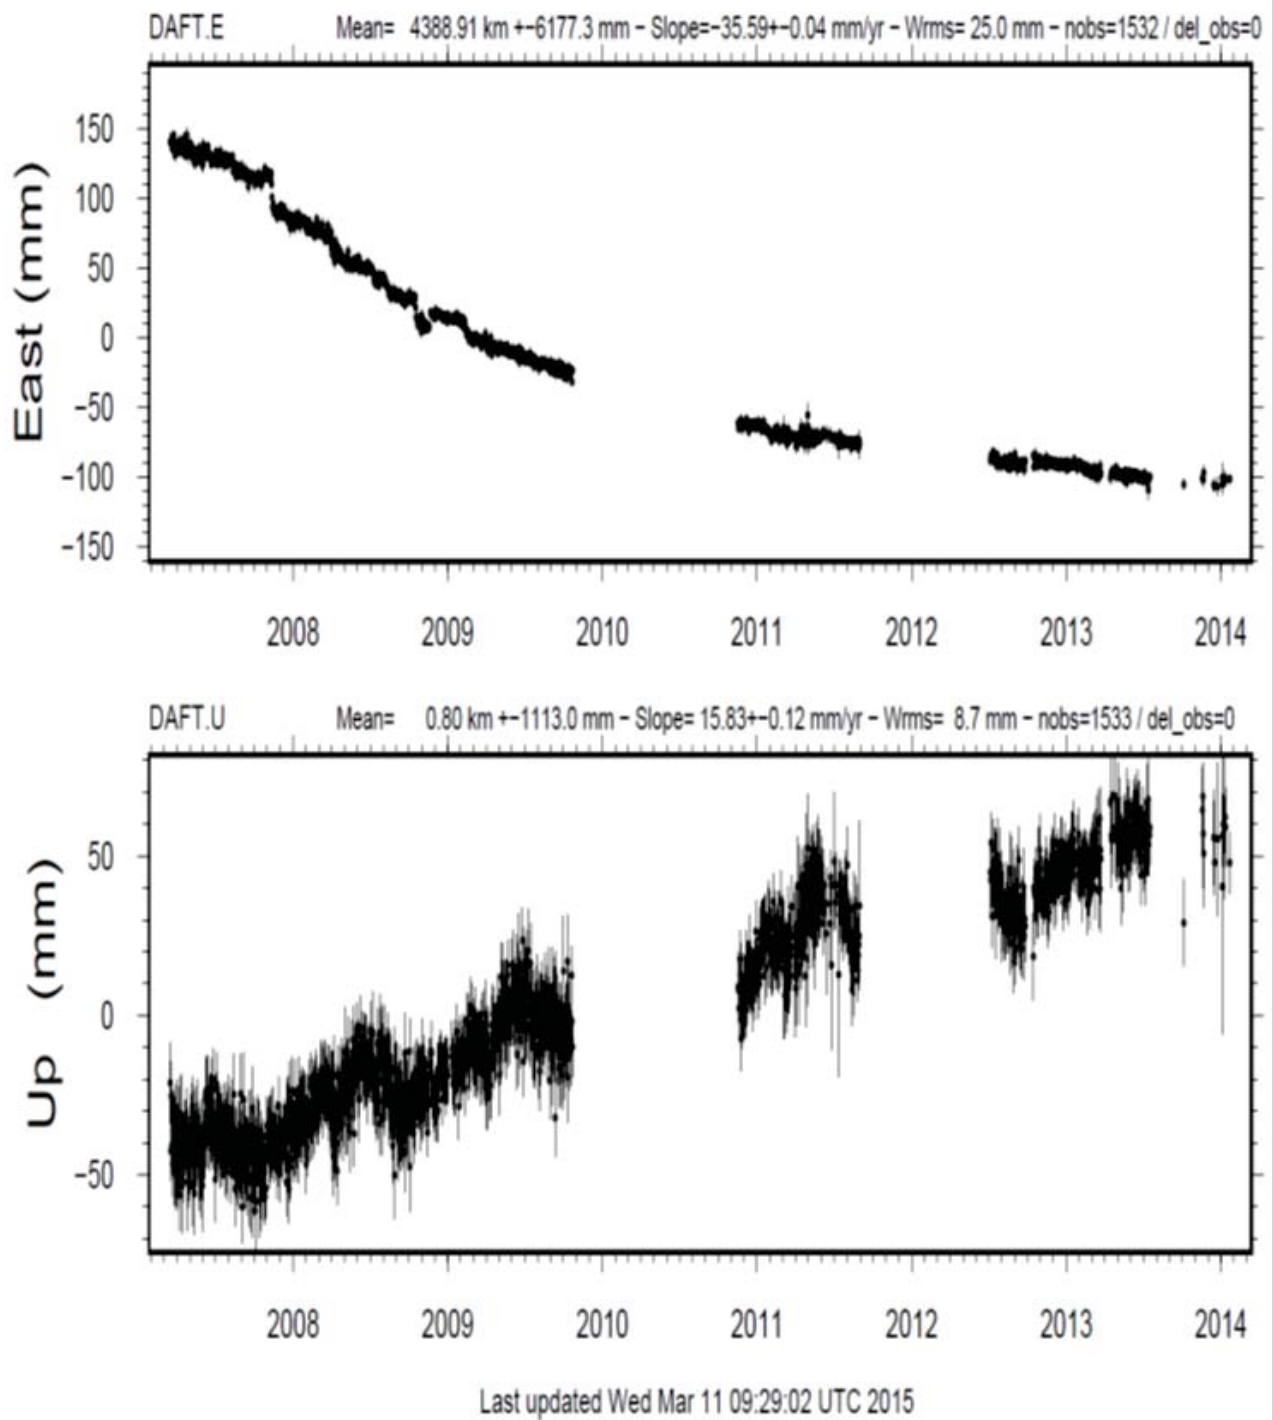 DAFT.E Mean= 4388.91 km +−6177.3 mm − Slope=−35.59+−0.04 mm/yr − Wrms= 25.0 mm − nobs=1532 / del_obs=0
East (mm)
150
100
50
0
−50
−100
−150
2008 2009 2010 2011 2012 2013 2014
DAFT.U Mean= 0.80 km +−1113.0 mm − Slope= 15.83+−0.12 mm/yr − Wrms= 8.7 mm − nobs=1533 / del_obs=0
Up (mm)
50
0
−50
2008 2009 2010 2011 2012 2013 2014
Last updated Wed Mar 11 09:29:02 UTC 2015